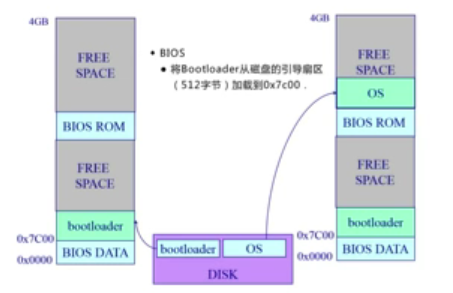 4GB
FREE
SPACE
BIOS ROM
FREE
SPACE
bootloader
0x7C00
BIOS DATA
0x0000
• BIOS
• 将Bootloader从磁盘的引导扇区
（512字节）加载到0x7c00．
bootloader
OS
DISK
4GB
FREE
SPACE
OS
BIOS ROM
FREE
SPACE
bootloader
0x7C00
BIOS DATA
0x0000